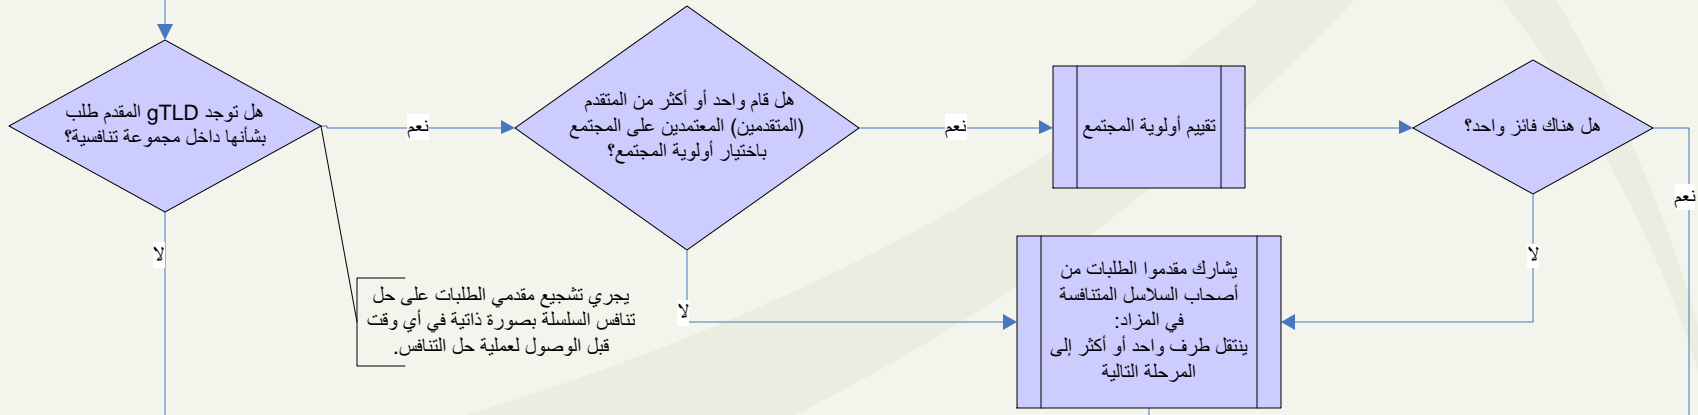 هل توجد gTLD المقدم طلب
بشأنها داخل مجموعة تنافسية؟
نعم
هل قام واحد أو أكثر من المتقدم
(المتقدمين) المعتمدين على المجتمع
باختيار أولوية المجتمع؟
نعم
تقييم أولوية المجتمع
هل هناك فائز واحد؟
نعم
لا
لا
يجري تشجيع مقدمي الطلبات على حل
تنافس السلسلة بصورة ذاتية في أي وقت
قبل الوصول لعملية حل التنافس.
لا
يشارك مقدموا الطلبات من
أصحاب السلاسل المتنافسة
في المزاد:
ينتقل طرف واحد أو أكثر إلى
المرحلة التالية